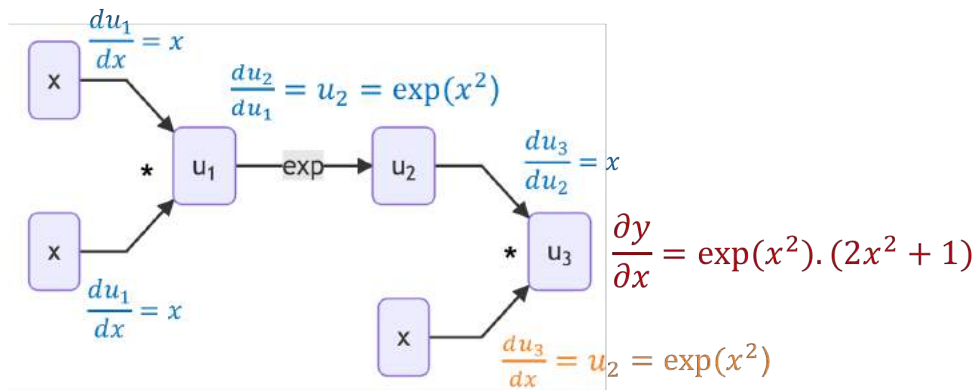 du₁/dx = x
x
du₂/du₁ = u₂ = exp(x²)
* u₁ exp u₂
du₃/du₂ = x
x
* u₃
∂y/∂x = exp(x²). (2x² + 1)
du₁/dx = x
x
du₃/dx = u₂ = exp(x²)